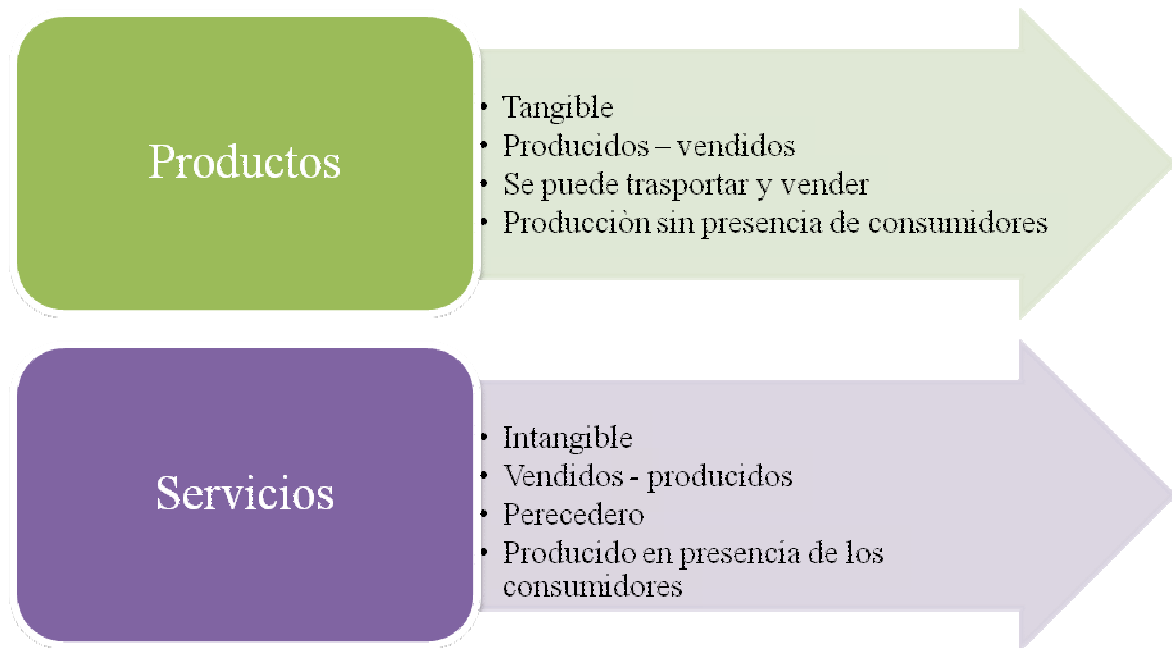 Productos
• Tangible
• Producidos – vendidos
• Se puede trasportar y vender
• Producciòn sin presencia de consumidores
Servicios
• Intangible
• Vendidos - producidos
• Perecedero
• Producido en presencia de los
consumidores